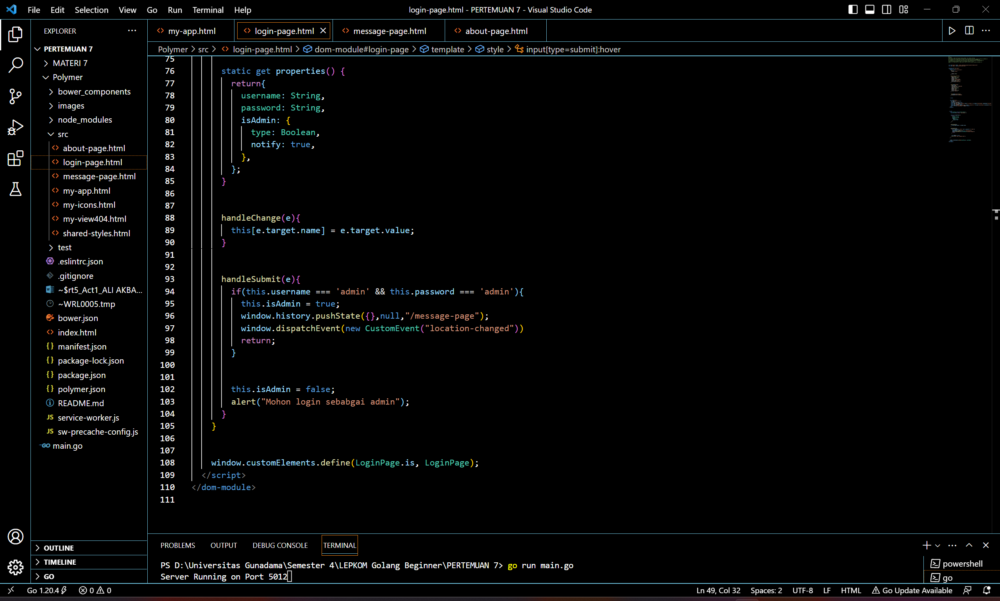 File Edit Selection View Go Run Terminal Help
login-page.html - PERTEMUAN 7 - Visual Studio Code
EXPLORER
PERTEMUAN 7
MATERI 7
Polymer
bower_components
images
node_modules
src
about-page.html
login-page.html
message-page.html
my-app.html
my-icons.html
my-view404.html
shared-styles.html
test
.eslintrc.json
.gitignore
~$rt5_Act1_ALI AKBA...
~WRL0005.tmp
bower.json
index.html
manifest.json
package-lock.json
package.json
polymer.json
README.md
JS service-worker.js
JS sw-precache-config.js
GO main.go
OUTLINE
TIMELINE
GO
my-app.html login-page.html message-page.html about-page.html
Polymer > src > login-page.html > dom-module#login-page > template > style > input[type=submit]:hover
75
76 static get properties() {
77 return{
78 username: String,
79 password: String,
80 isAdmin: {
81 type: Boolean,
82 notify: true,
83 },
84 };
85 }
86
87
88 handleChange(e){
89 this[e.target.name] = e.target.value;
90 }
91
92
93 handleSubmit(e){
94 if(this.username === 'admin' && this.password === 'admin'){
95 this.isAdmin = true;
96 window.history.pushState({},null,"/message-page");
97 window.dispatchEvent(new CustomEvent("location-changed"))
98 return;
99 }
100
101
102 this.isAdmin = false;
103 alert("Mohon login sebabgai admin");
104 }
105 }
106
107
108 window.customElements.define(LoginPage.is, LoginPage);
109 </script>
110 </dom-module>
111
PROBLEMS OUTPUT DEBUG CONSOLE TERMINAL
PS D:\Universitas Gunadama\Semester 4\LEPKOM Golang Beginner\PERTEMUAN 7> go run main.go
Server Running on Port 5012
powershell
go
Go 1.20.4 0 0
Ln 49, Col 32 Spaces: 2 UTF-8 LF HTML Go Update Available